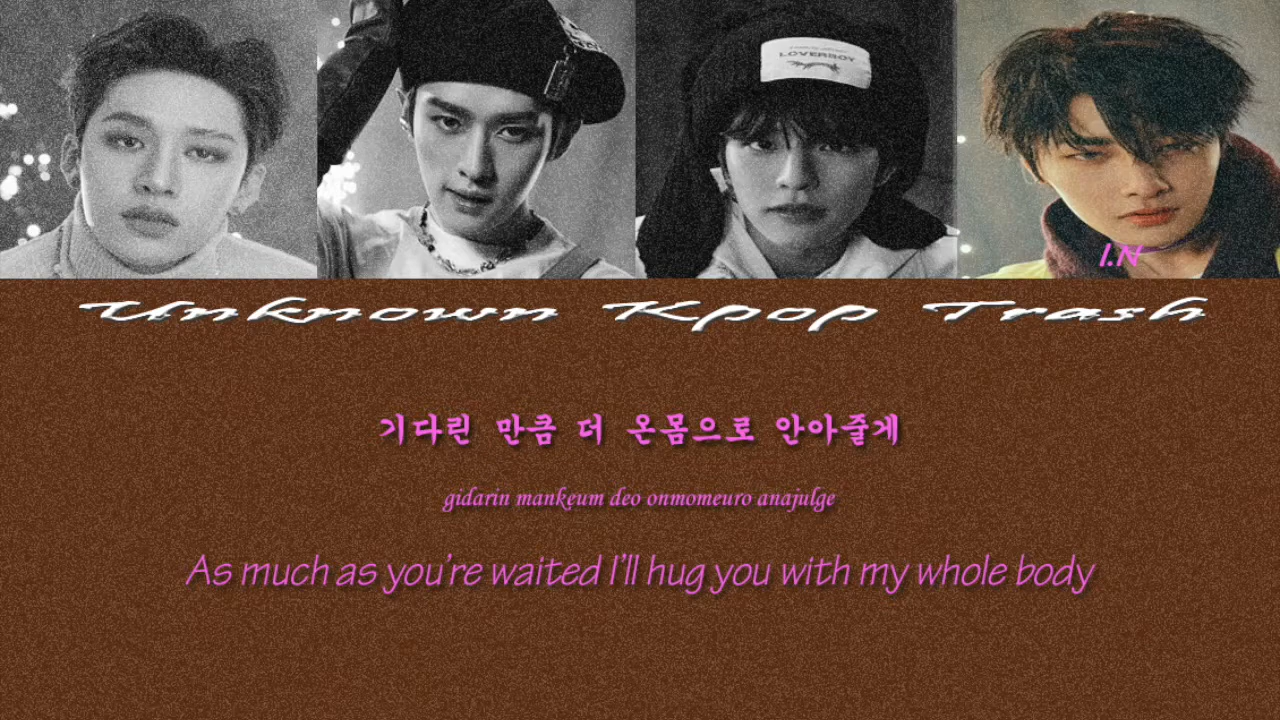 LOVERBOY
I.N
Unknown Kpop Trash
기다린 만큼 더 온몸으로 안아줄게
gidarin mankeum deo onmomeuro anajulge
As much as you're waited I'll hug you with my whole body